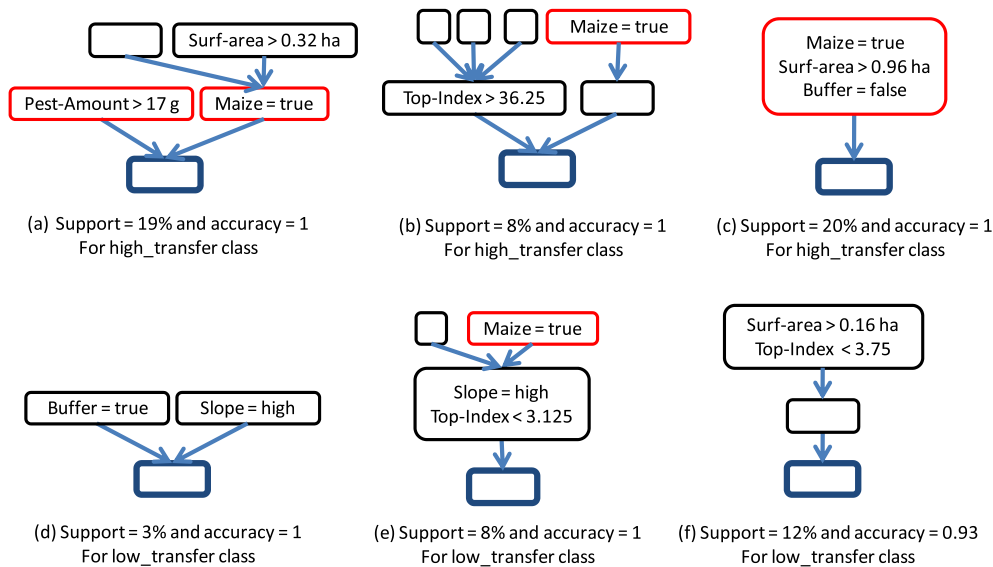 Surf-area > 0.32 ha
Pest-Amount > 17 g
Maize = true
(a) Support = 19% and accuracy = 1
For high_transfer class
Maize = true
Top-Index > 36.25
(b) Support = 8% and accuracy = 1
For high_transfer class
Maize = true
Surf-area > 0.96 ha
Buffer = false
(c) Support = 20% and accuracy = 1
For high_transfer class
Buffer = true
Slope = high
(d) Support = 3% and accuracy = 1
For low_transfer class
Maize = true
Slope = high
Top-Index < 3.125
(e) Support = 8% and accuracy = 1
For low_transfer class
Surf-area > 0.16 ha
Top-Index < 3.75
(f) Support = 12% and accuracy = 0.93
For low_transfer class